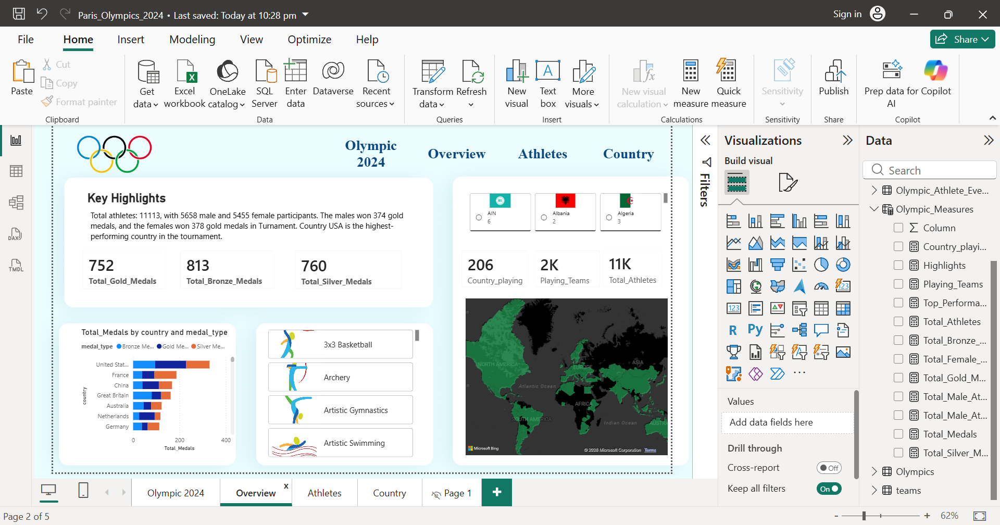 Paris_Olympics_2024 • Last saved: Today at 10:28 pm
Sign in
File
Home
Insert
Modeling
View
Optimize
Help
Share
Paste
Cut
Copy
Format painter
Clipboard
Get data
Excel workbook
OneLake catalog
SQL Server
Enter data
Dataverse
Recent sources
Data
Transform data
Refresh
Queries
New visual
A
Text box
More visuals
Insert
New visual calculation
New measure
Quick measure
Calculations
Sensitivity
Sensitivity
Publish
Share
Prep data for AI
Copilot
Copilot
DAX
TMDL
Olympic 2024
Overview
Athletes
Country
Key Highlights
Total athletes: 11113, with 5658 male and 5455 female participants. The males won 374 gold
medals, and the females won 378 gold medals in Turnament. Country USA is the highest-
performing country in the tournament.
752
Total_Gold_Medals
813
Total_Bronze_Medals
760
Total_Silver_Medals
AIN
6
Albania
2
Algeria
3
206
Country_playing
2K
Playing_Teams
11K
Total_Athletes
NORTH AMERICA
EUROPE
ASIA
Atlantic Ocean
AFRICA
SOUTH AMERICA
Indian Ocean
AUSTR
Microsoft Bing
© 2026 Microsoft Corporation Terms
Total_Medals by country and medal_type
medal_type Bronze Me... Gold Me... Silver Me...
country
United Stat...
France
China
Great Britain
Australia
Netherlands
Germany
0 200 400
Total_Medals
3x3 Basketball
Archery
Artistic Gymnastics
Artistic Swimming
Filters
Visualizations
Build visual
123
123
R
Py
...
Values
Add data fields here
Drill through
Cross-report
Off
Keep all filters
On
Data
Search
Olympic_Athlete_Eve...
Olympic_Measures
Column
Country_playi...
Highlights
Playing_Teams
Top_Performa...
Total_Athletes
Total_Bronze_...
Total_Female_...
Total_Gold_M...
Total_Male_At...
Total_Male_At...
Total_Medals
Total_Silver_M...
Olympics
teams
Olympic 2024
Overview
x
Athletes
Country
Page 1
+
Page 2 of 5
- + 62%